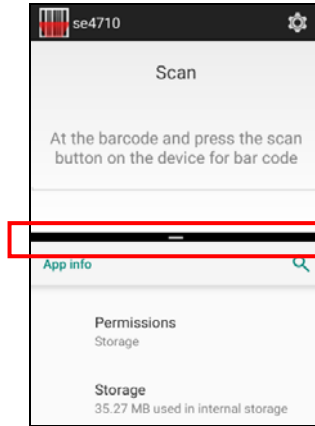 se4710
Scan
At the barcode and press the scan
button on the device for bar code
App info
Permissions
Storage
Storage
35.27 MB used in internal storage